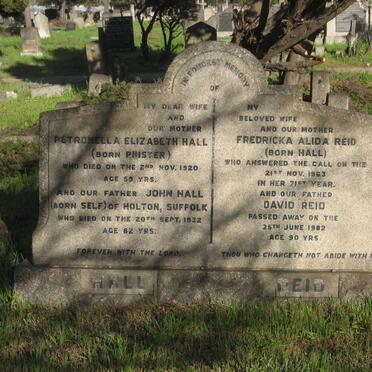 IN FONDEST MEMORY
OF
MY DEAR WIFE
AND
OUR MOTHER
PETRONELLA ELIZABETH HALL
(BORN PHISTER)
WHO DIED ON THE 2ND NOV. 1920
AGED 59 YRS.
AND OUR FATHER JOHN HALL
(BORN SELF) OF HOLTON, SUFFOLK
WHO DIED ON THE 20TH SEPT. 1932
AGE 82 YRS.
FOREVER WITH THE LORD.
HALL
MY
BELOVED WIFE
AND OUR MOTHER
FREDRICKA ALIDA REID
(BORN HALL)
WHO ANSWERED THE CALL ON THE
21ST NOV. 1963
IN HER 71ST YEAR.
AND OUR FATHER
DAVID REID
PASSED AWAY ON THE
25TH JUNE 1982
AGE 90 YRS.
THOU WHO CHANGETH NOT ABIDE WITH
REID